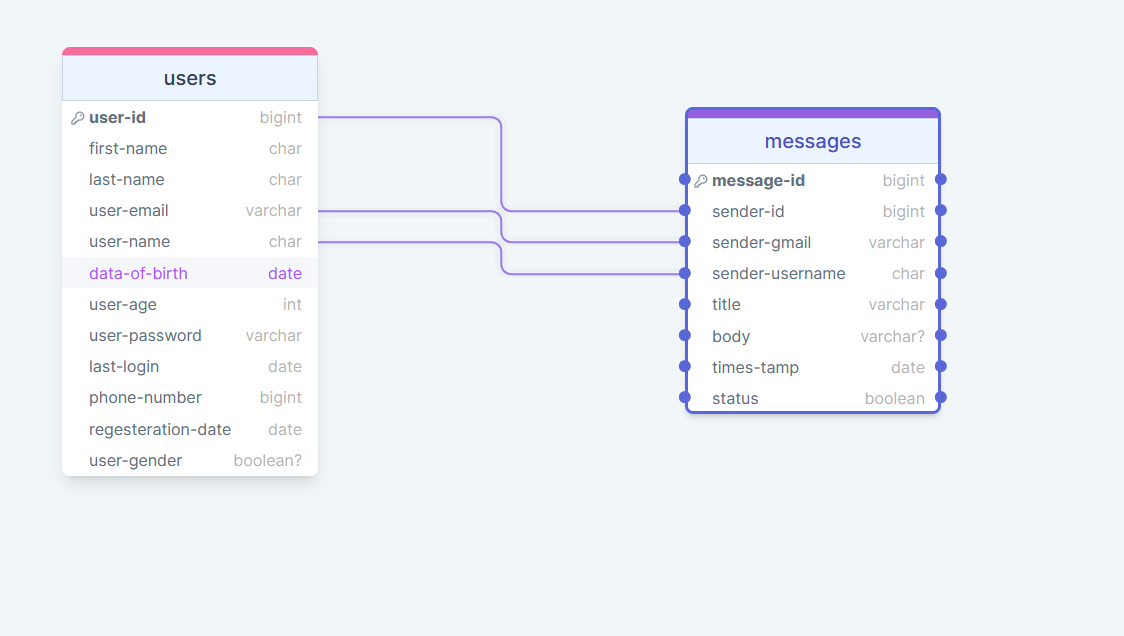 users
user-id bigint
first-name char
last-name char
user-email varchar
user-name char
data-of-birth date
user-age int
user-password varchar
last-login date
phone-number bigint
regesteration-date date
user-gender boolean?
messages
message-id bigint
sender-id bigint
sender-gmail varchar
sender-username char
title varchar
body varchar?
times-tamp date
status boolean